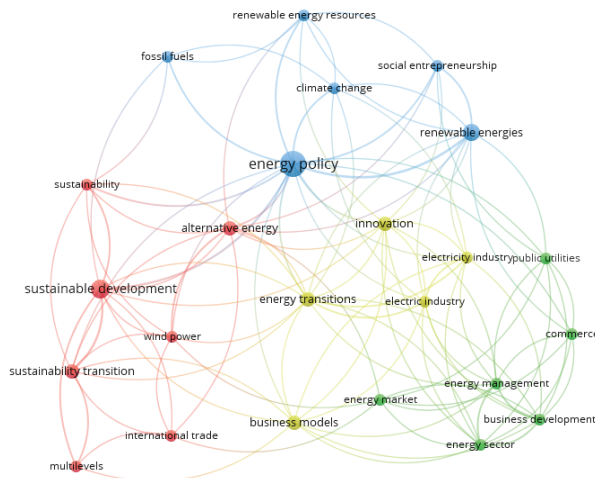 renewable energy resources
fossil fuels
social entrepreneurship
climate change
renewable energies
energy policy
sustainability
alternative energy
innovation
electricity industry
public utilities
sustainable development
energy transitions
electric industry
wind power
commerce
sustainability transition
energy management
energy market
business development
business models
international trade
energy sector
multilevels